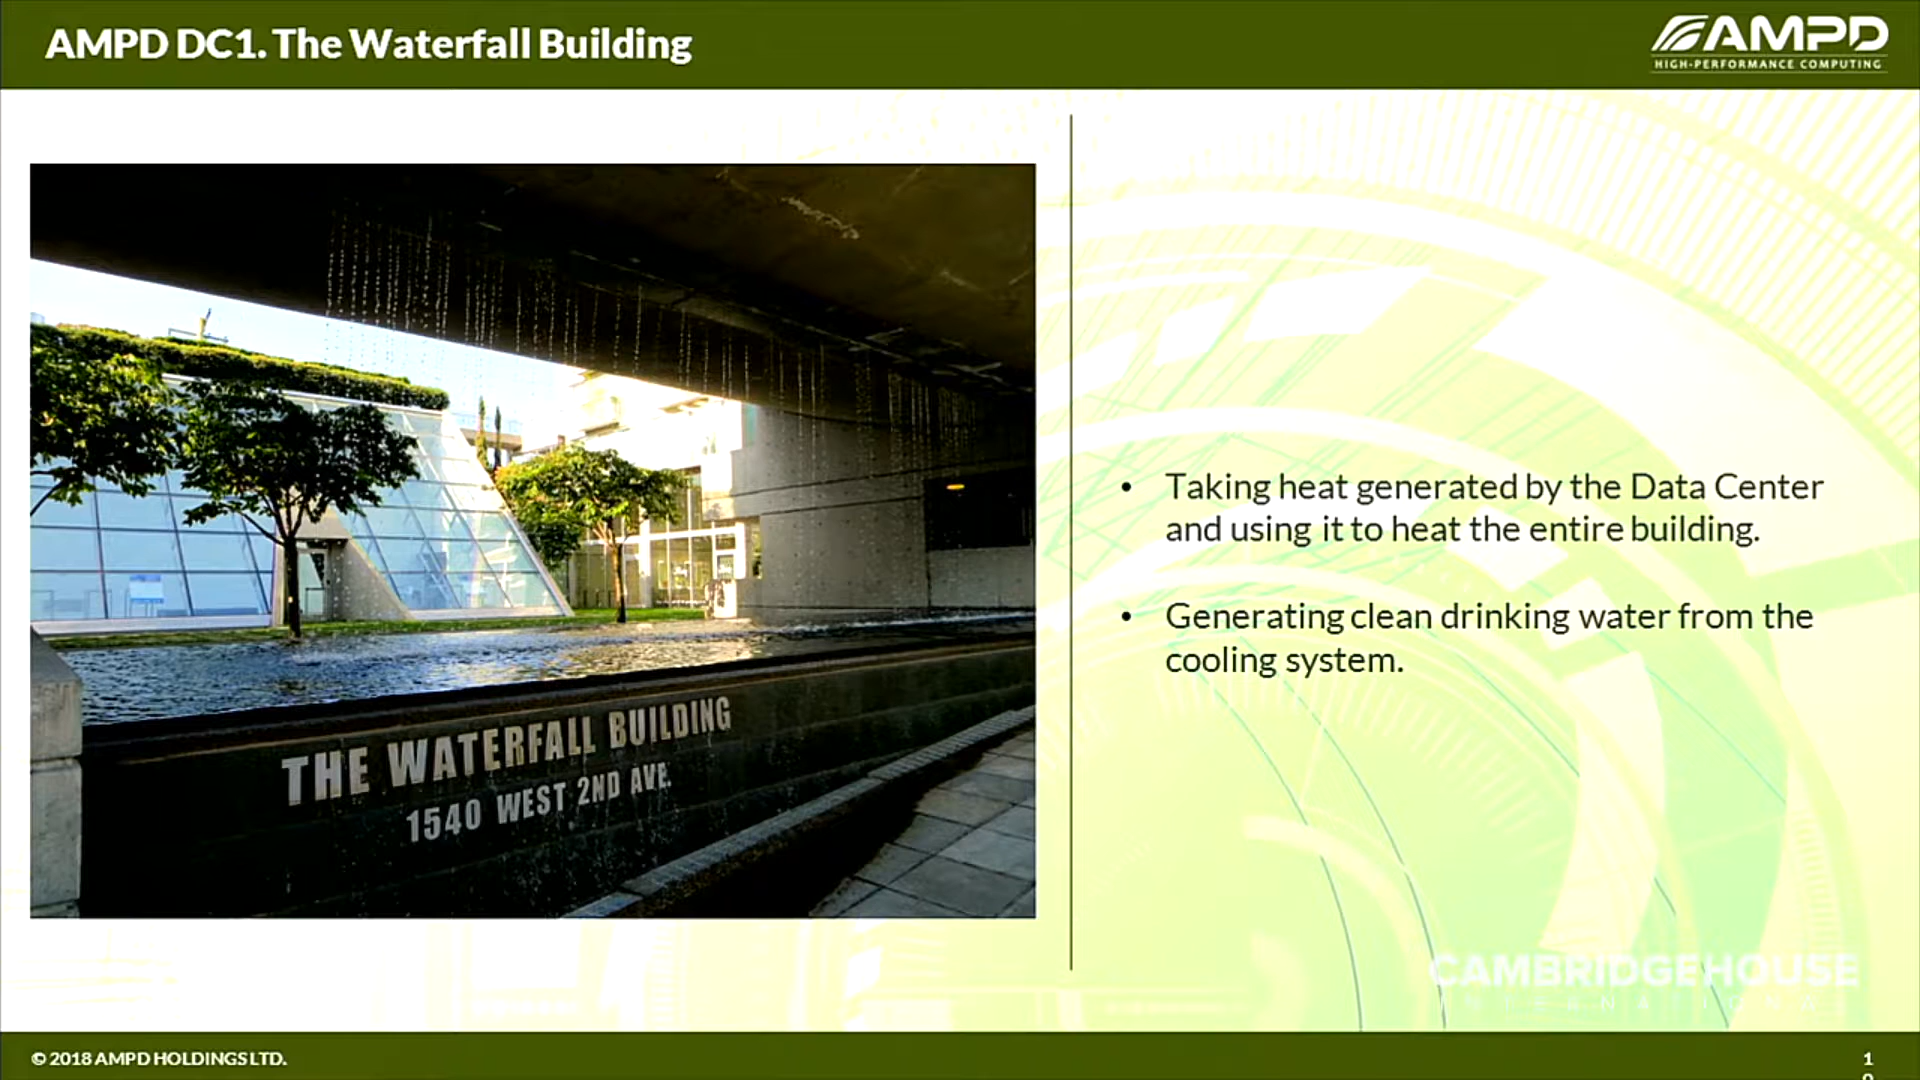 AMPD DC1. The Waterfall Building
AMPD
HIGH-PERFORMANCE COMPUTING
THE WATERFALL BUILDING
1540 WEST 2ND AVE.
• Taking heat generated by the Data Center
and using it to heat the entire building.
• Generating clean drinking water from the
cooling system.
CAMBRIDGEHOUSE
INTERNATIONAL
© 2018 AMPD HOLDINGS LTD.
1